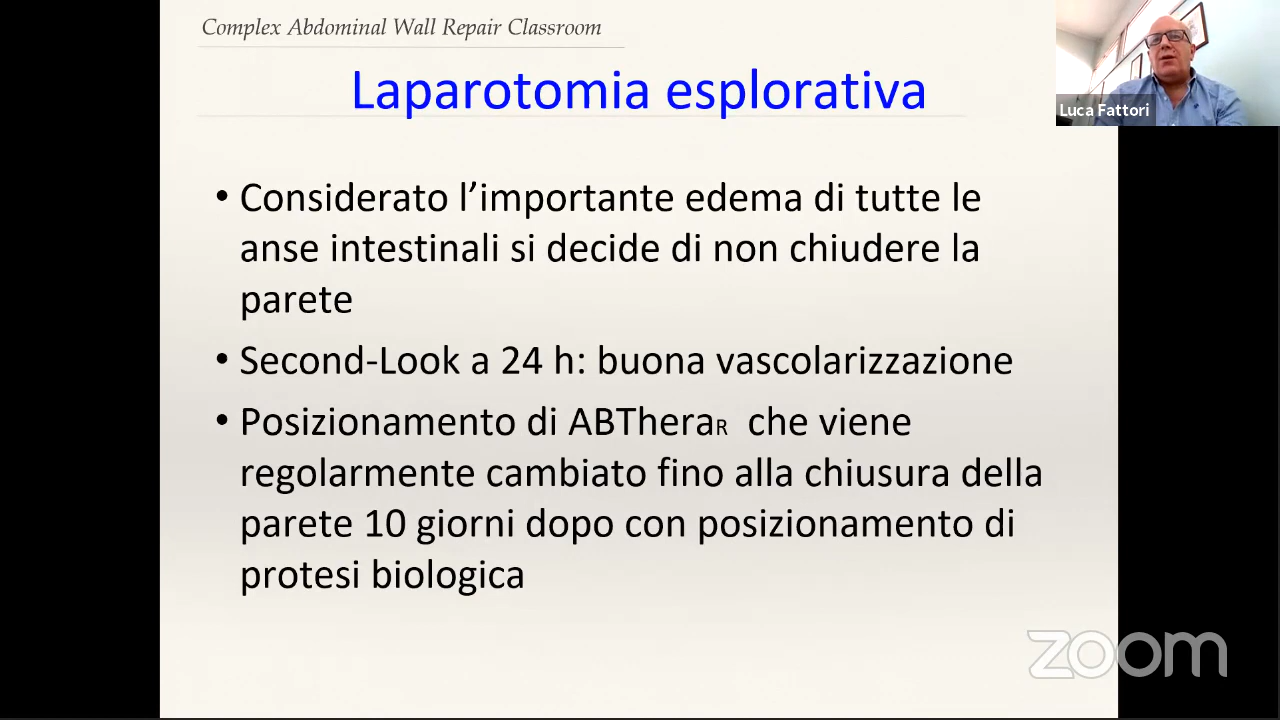 Complex Abdominal Wall Repair Classroom
Laparotomia esplorativa
Luca Fattori
• Considerato l’importante edema di tutte le
anse intestinali si decide di non chiudere la
parete
• Second-Look a 24 h: buona vascolarizzazione
• Posizionamento di ABTheraR che viene
regolarmente cambiato fino alla chiusura della
parete 10 giorni dopo con posizionamento di
protesi biologica
zoom